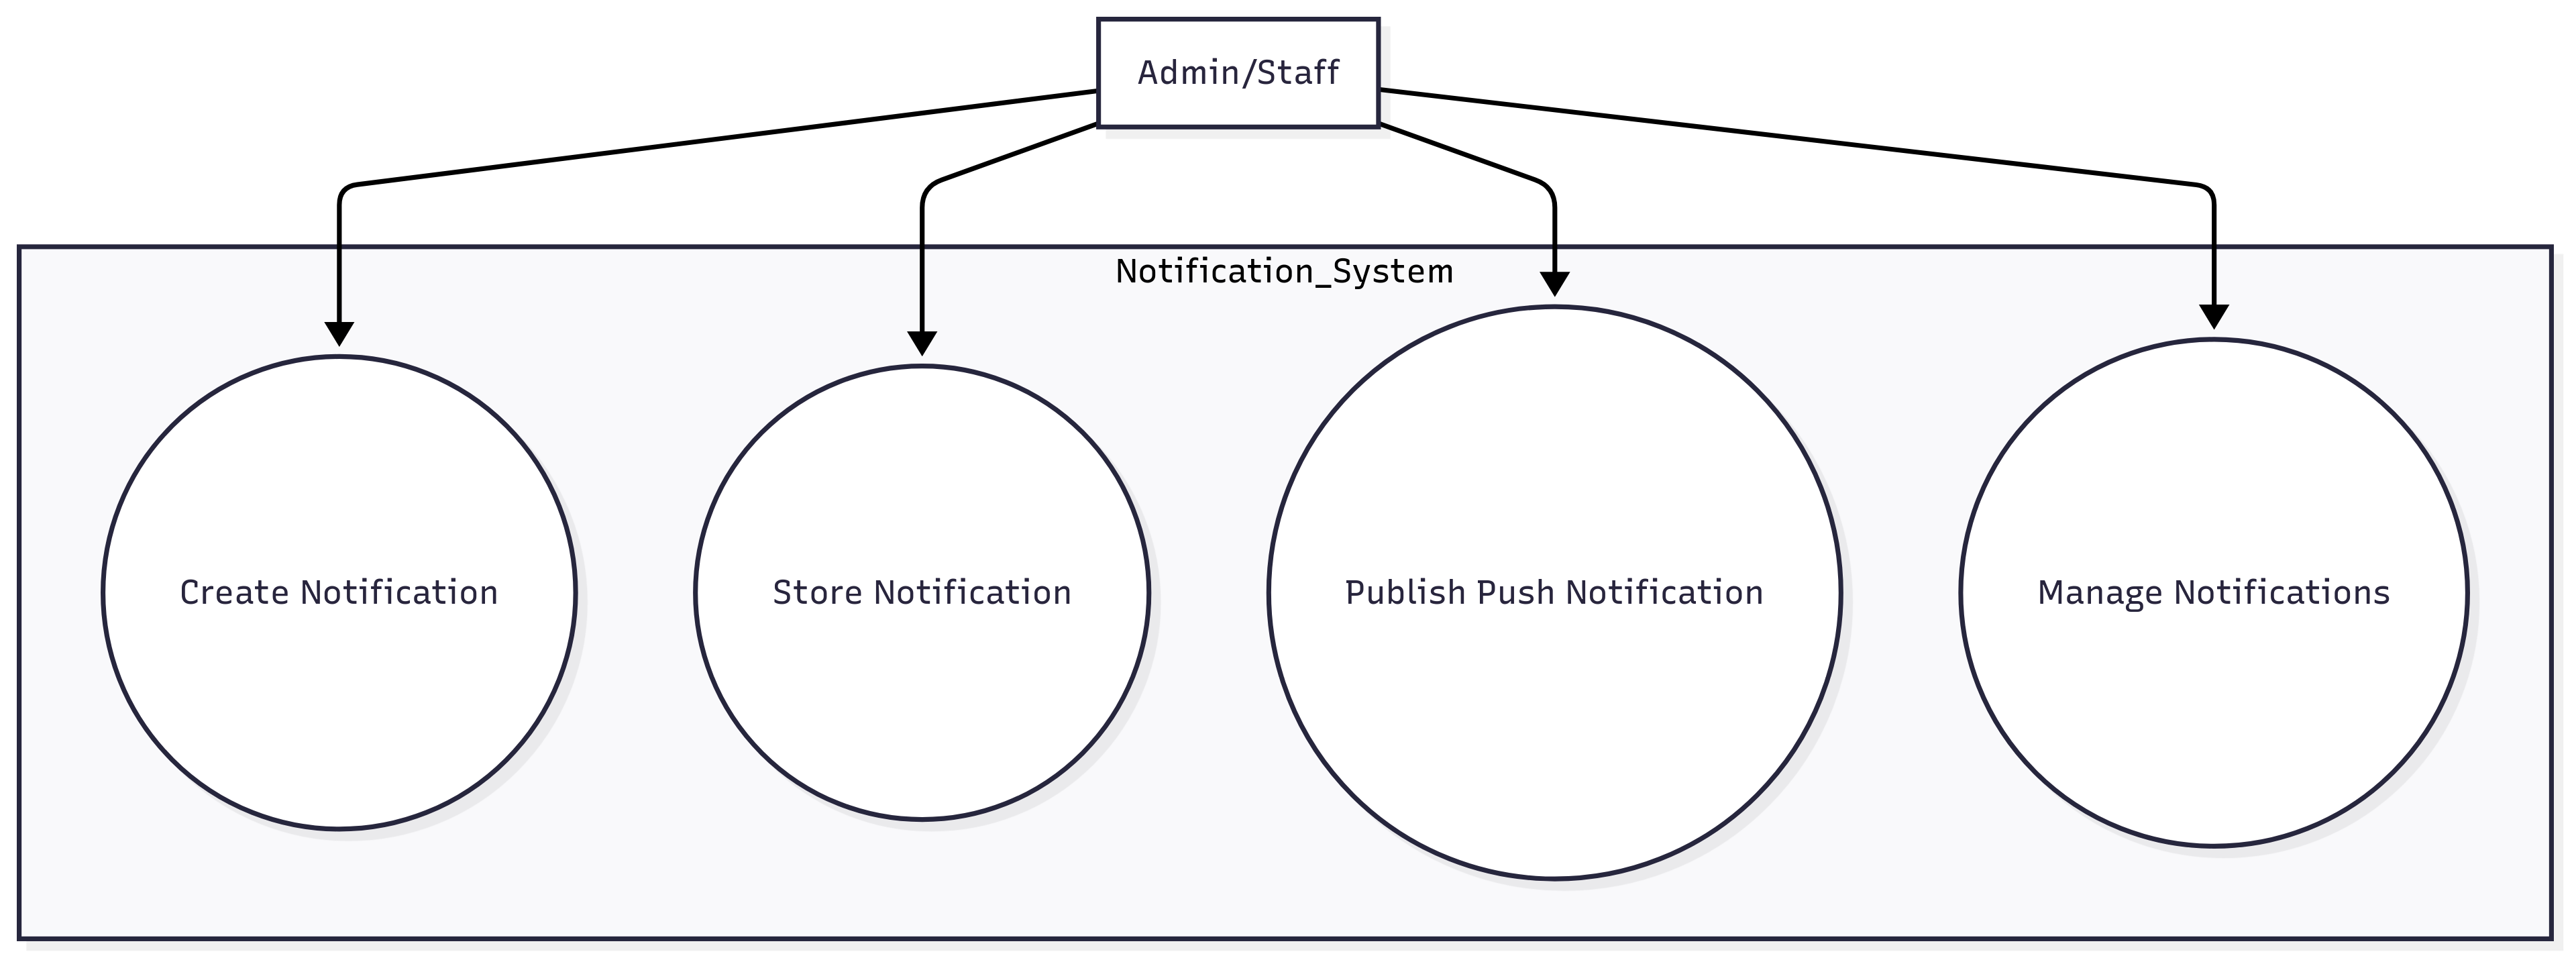 Admin/Staff
Notification_System
Create Notification
Store Notification
Publish Push Notification
Manage Notifications